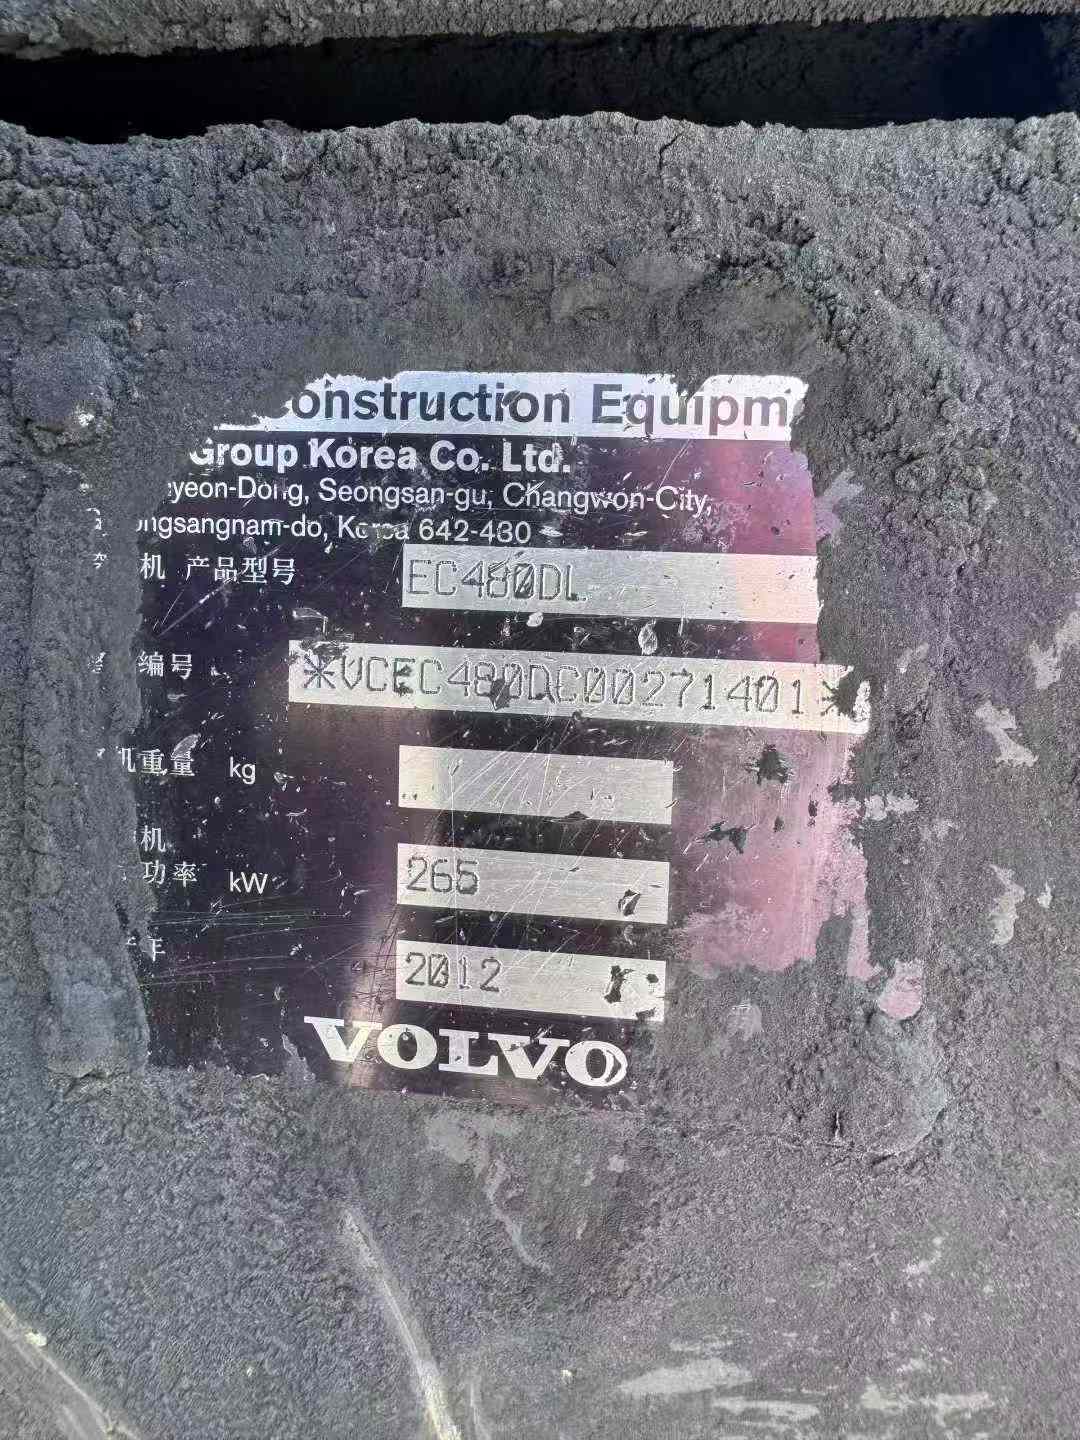 onstruction Equipm
Group Korea Co. Ltd.
yeon-Dong, Seongsan-gu, Changwon-City,
ngsangnam-do, Korea 642-480
机 产品型号 EC480DL
编号 *VCEC480DC00271401*
机重量 kg
机
功率 kW 265
年 2012
VOLVO